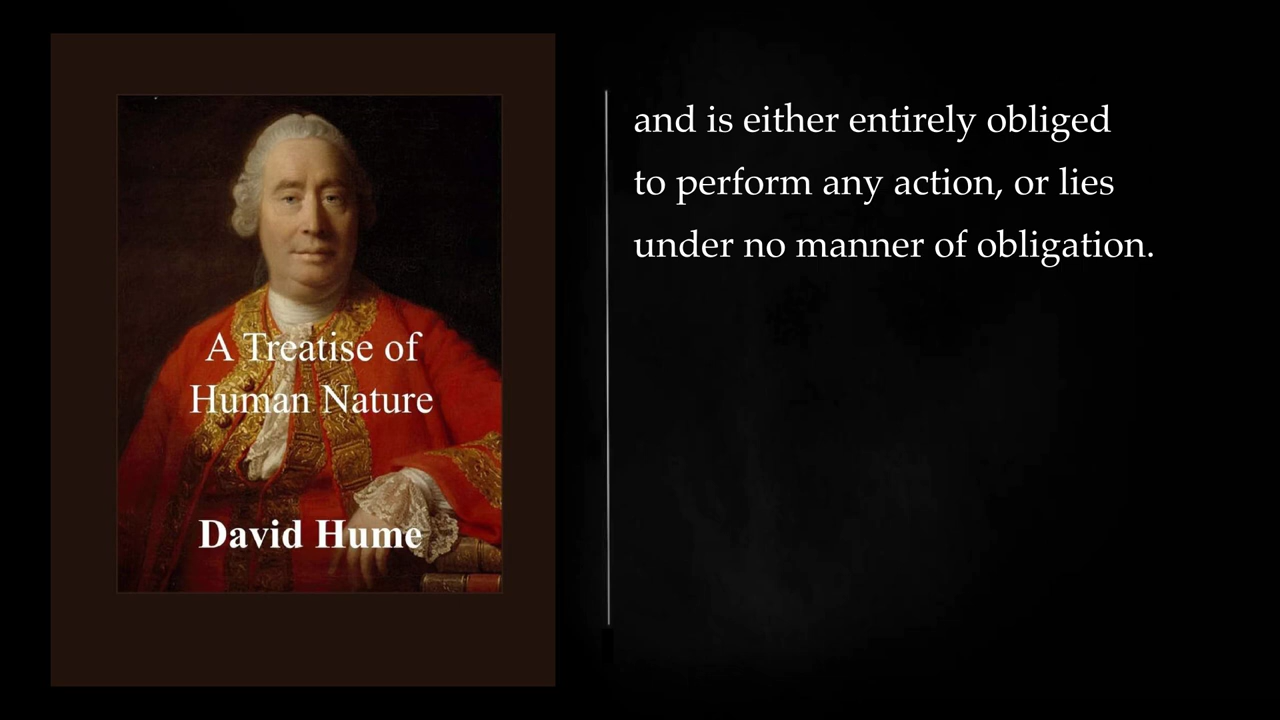 A Treatise of
Human Nature
David Hume
and is either entirely obliged
to perform any action, or lies
under no manner of obligation.